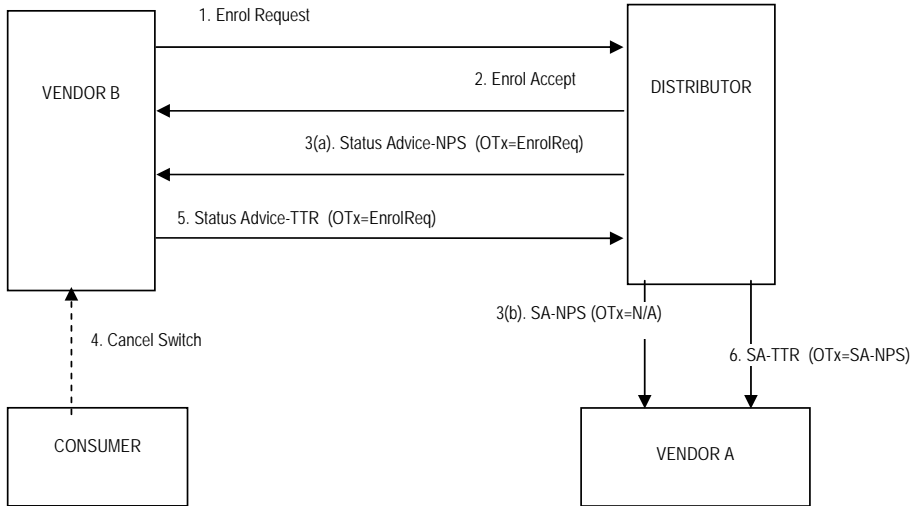 1. Enrol Request
VENDOR B
DISTRIBUTOR
2. Enrol Accept
3(a). Status Advice-NPS (OTx=EnrolReq)
5. Status Advice-TTR (OTx=EnrolReq)
3(b). SA-NPS (OTx=N/A)
4. Cancel Switch
6. SA-TTR (OTx=SA-NPS)
CONSUMER
VENDOR A